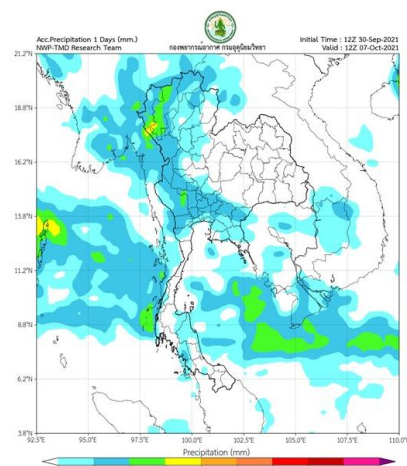 Acc.Precipitation 1 Days (mm.)
Initial Time : 12Z 30-Sep-2021
NWP-TMD Research Team
กองพยากรณ์อากาศ กรมอุตุนิยมวิทยา
Valid : 12Z 07-Oct-2021
21.2°N
18.8°N
16.2°N
13.8°N
11.2°N
8.8°N
6.2°N
3.8°N
92.5°E 95.0°E 97.5°E 100.0°E 102.5°E 105.0°E 107.5°E 110.0°E
Precipitation (mm)